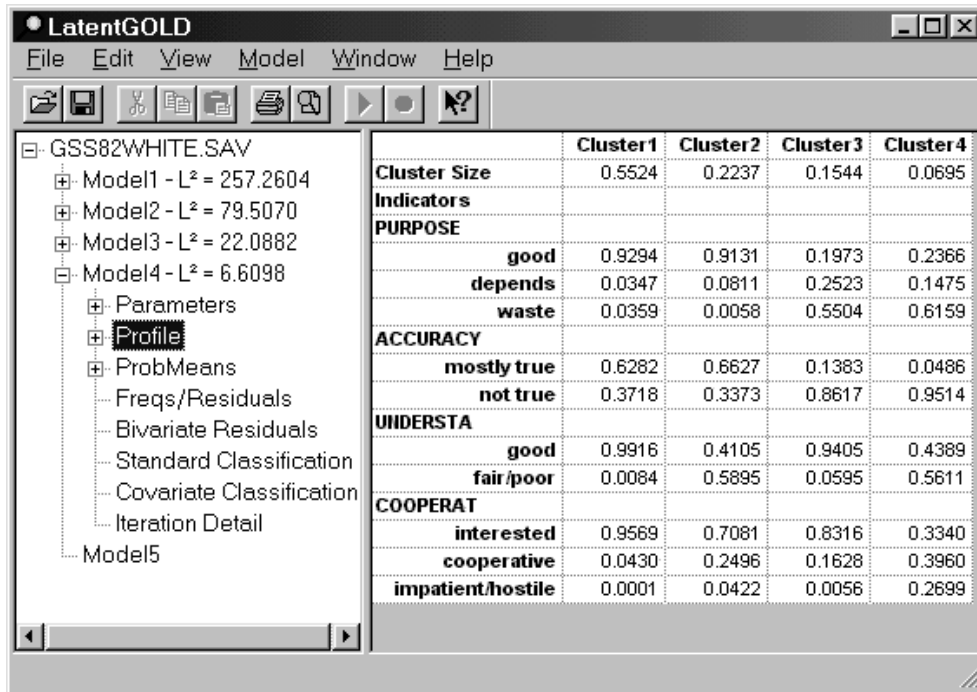 LatentGOLD
File Edit View Model Window Help
GSS82WHITE.SAV
Model1 - L² = 257.2604
Model2 - L² = 79.5070
Model3 - L² = 22.0882
Model4 - L² = 6.6098
Parameters
Profile
ProbMeans
Freqs/Residuals
Bivariate Residuals
Standard Classification
Covariate Classification
Iteration Detail
Model5
Cluster1 Cluster2 Cluster3 Cluster4
Cluster Size 0.5524 0.2237 0.1544 0.0695
Indicators
PURPOSE
good 0.9294 0.9131 0.1973 0.2366
depends 0.0347 0.0811 0.2523 0.1475
waste 0.0359 0.0058 0.5504 0.6159
ACCURACY
mostly true 0.6282 0.6627 0.1383 0.0486
not true 0.3718 0.3373 0.8617 0.9514
UNDERSTA
good 0.9916 0.4105 0.9405 0.4389
fair/poor 0.0084 0.5895 0.0595 0.5611
COOPERAT
interested 0.9569 0.7081 0.8316 0.3340
cooperative 0.0430 0.2496 0.1628 0.3960
impatient/hostile 0.0001 0.0422 0.0056 0.2699